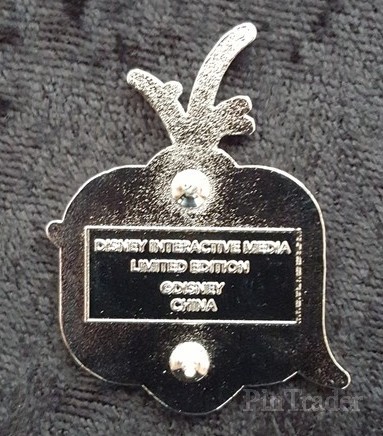 DISNEY INTERACTIVE MEDIA
LIMITED EDITION
©DISNEY
CHINA
PinTrader